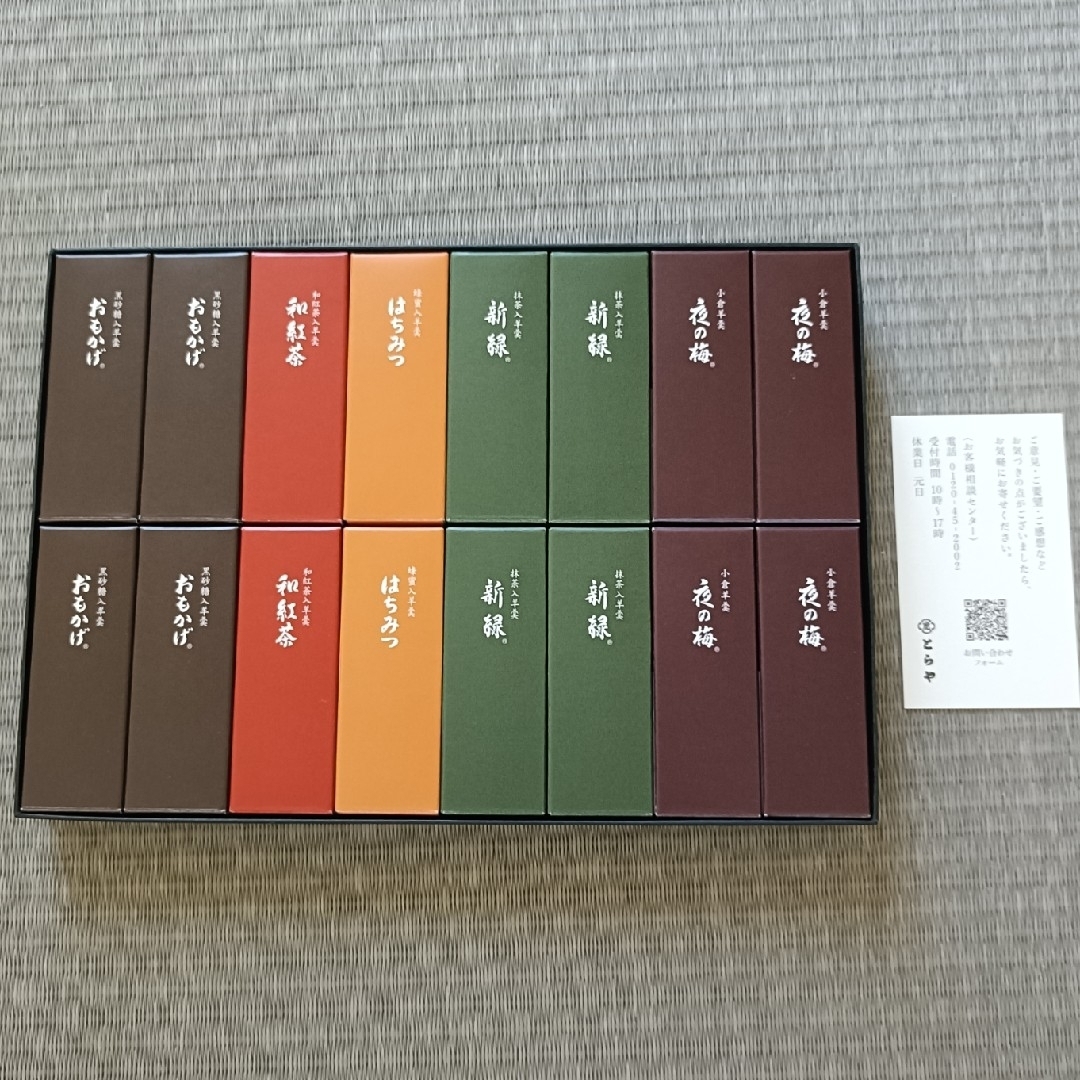 黒砂糖入羊羹
おもかげ®
黒砂糖入羊羹
おもかげ®
和紅茶入羊羹
和紅茶
蜂蜜入羊羹
はちみつ
抹茶入羊羹
新緑®
抹茶入羊羹
新緑®
小倉羊羹
夜の梅®
小倉羊羹
夜の梅®
黒砂糖入羊羹
おもかげ®
黒砂糖入羊羹
おもかげ®
和紅茶入羊羹
和紅茶
蜂蜜入羊羹
はちみつ
抹茶入羊羹
新緑®
抹茶入羊羹
新緑®
小倉羊羹
夜の梅®
小倉羊羹
夜の梅®
ご意見・ご要望・ご感想など
お気づきの点がございましたら、
お気軽にお寄せください。
〈お客様相談センター〉
電話 0120-45-2002
受付時間 10時～17時
休業日 元日
お問い合わせ
フォーム
とらや